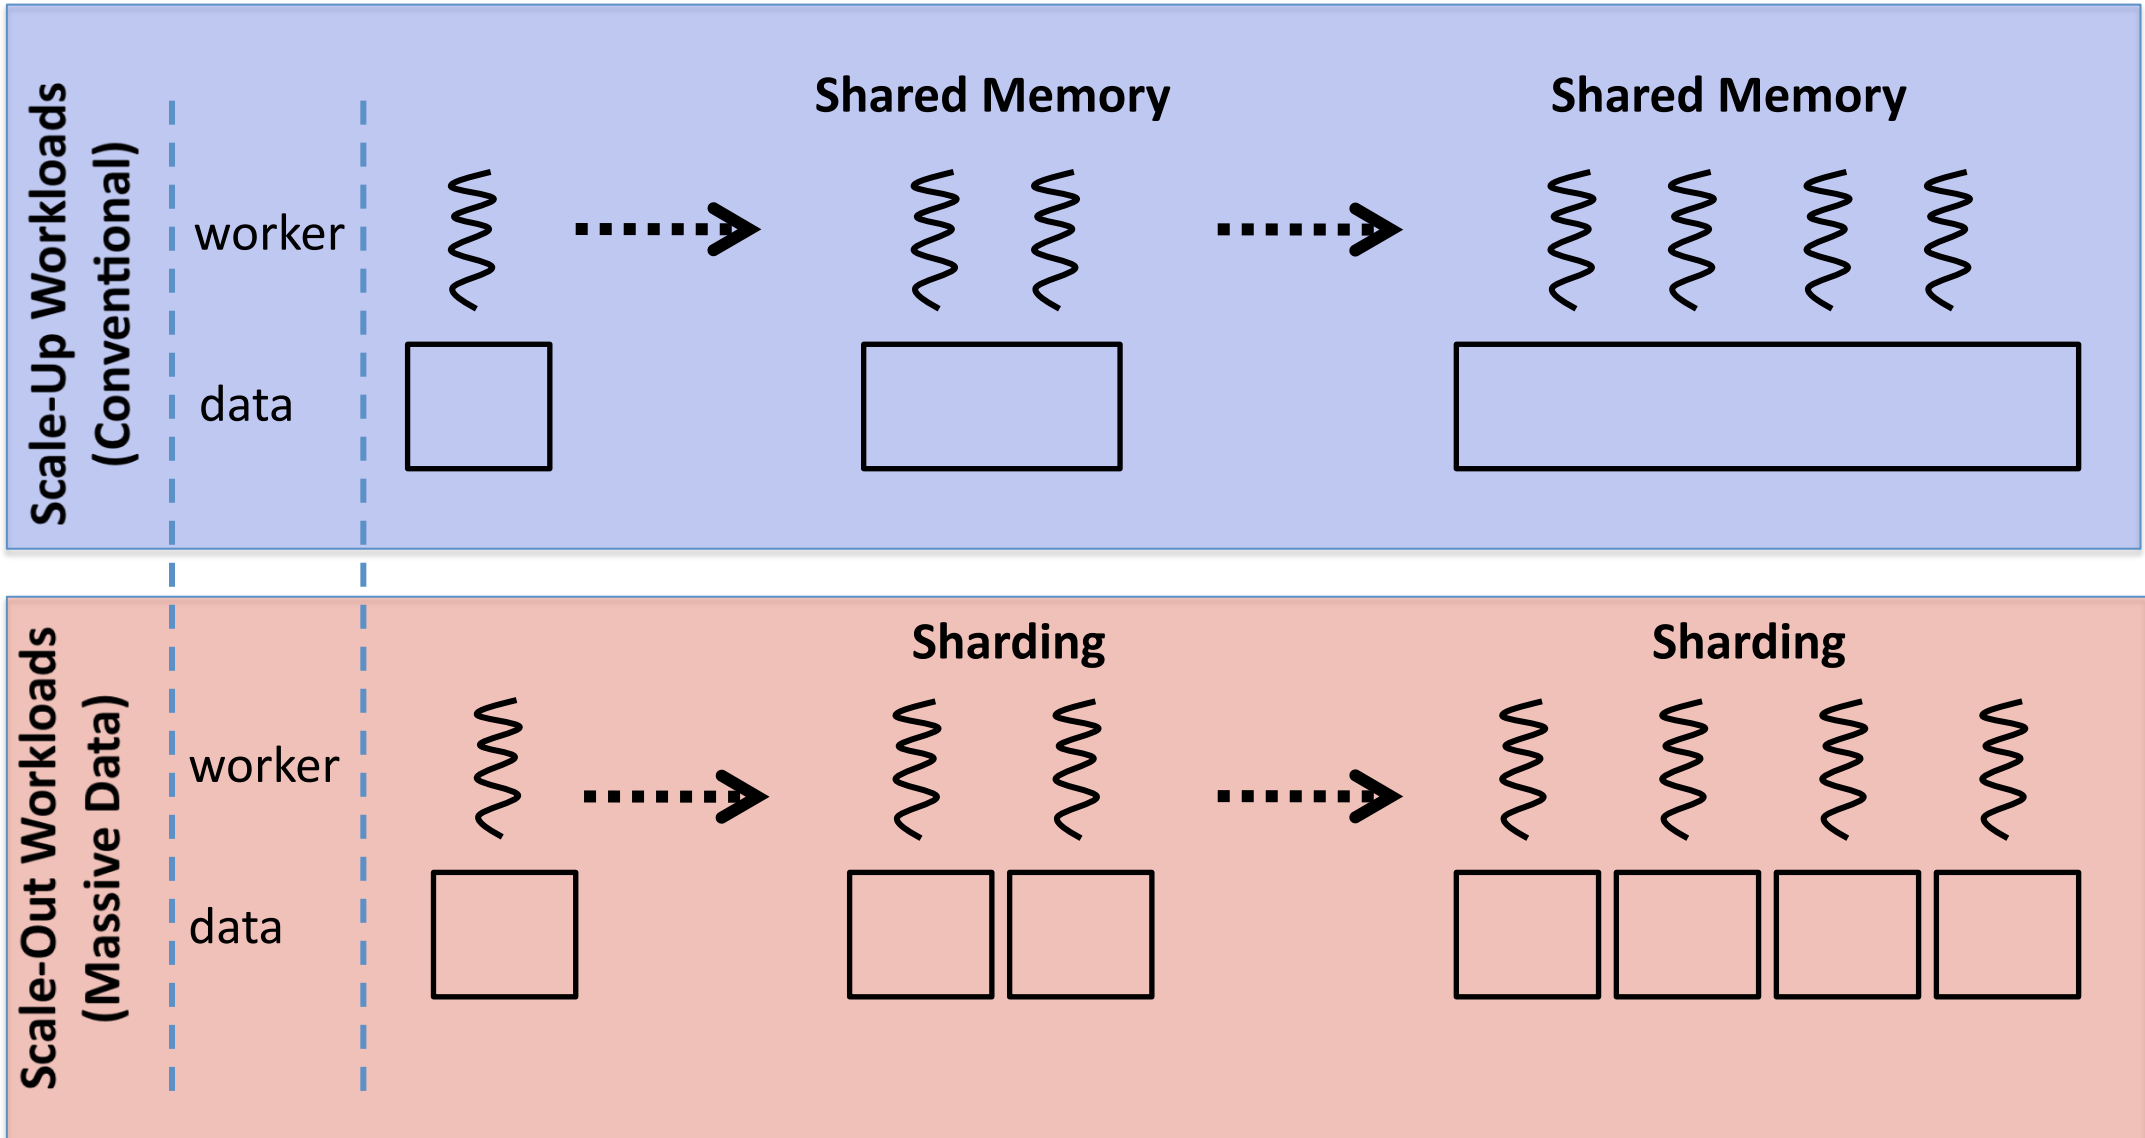 Scale-Up Workloads
(Conventional)
Shared Memory
Shared Memory
worker
data
Scale-Out Workloads
(Massive Data)
Sharding
Sharding
worker
data